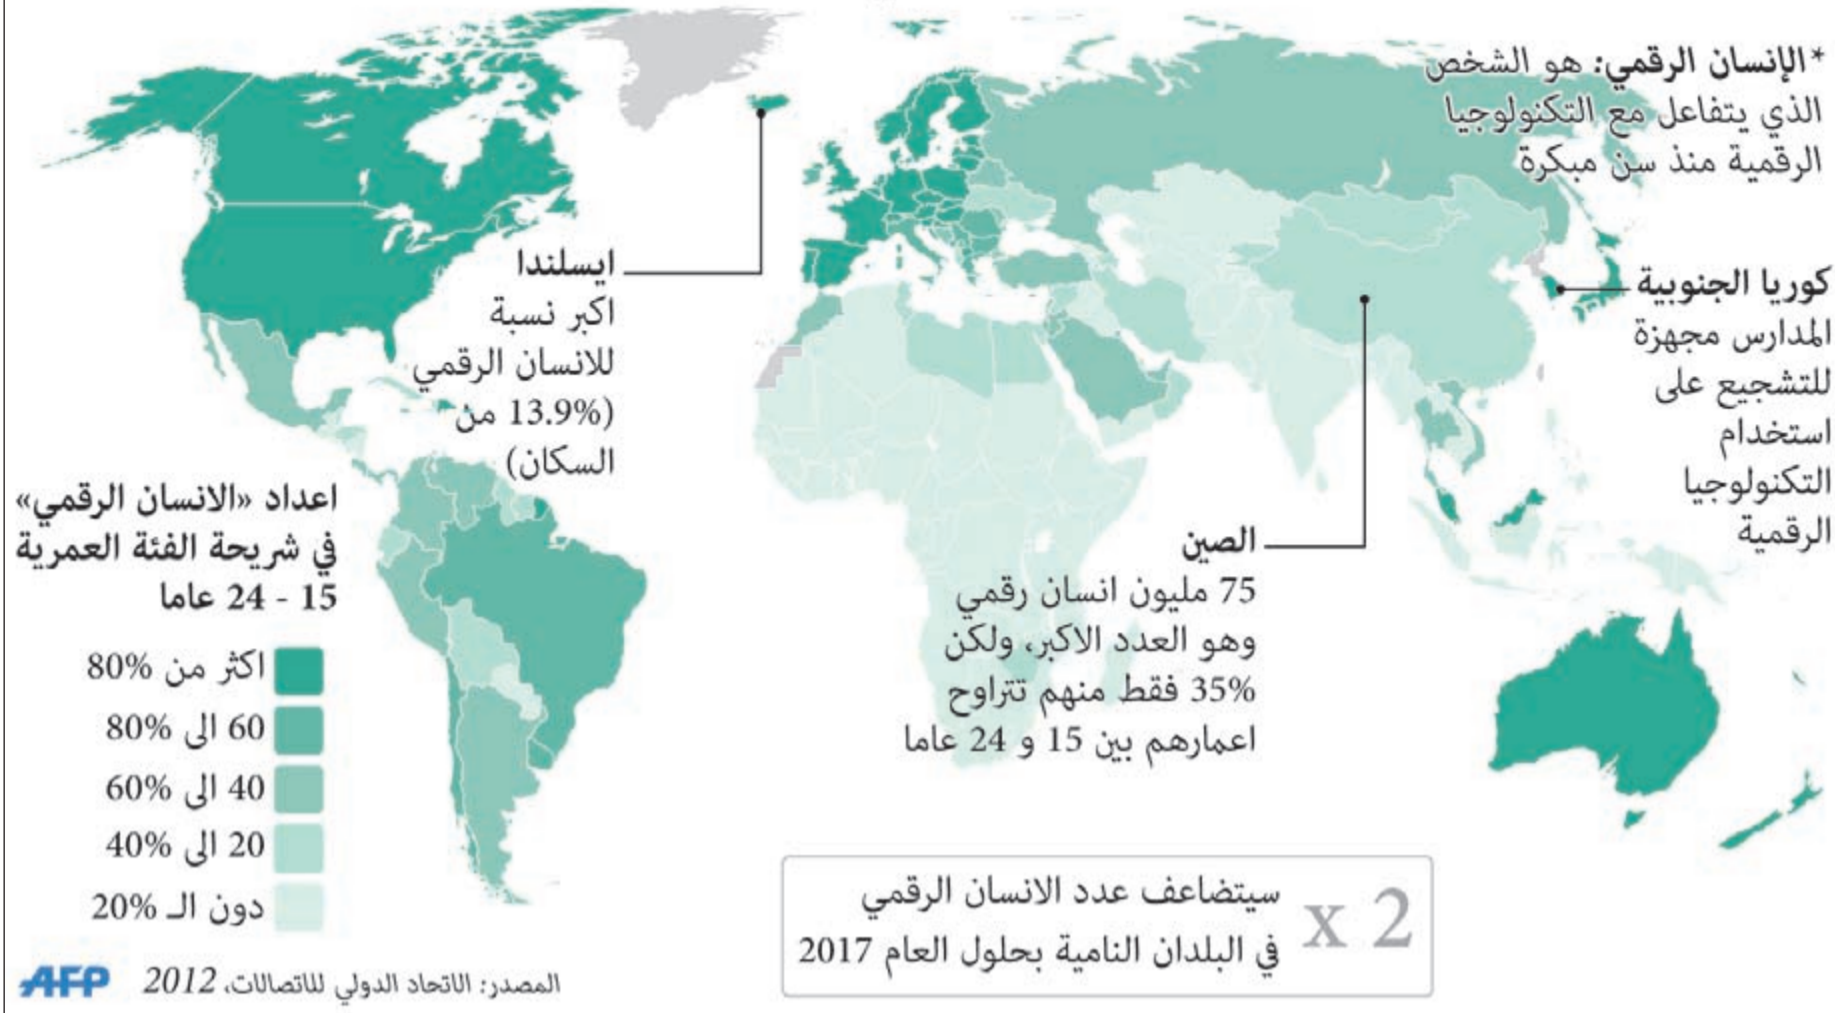 *الإنسان الرقمي: هو الشخص
الذي يتفاعل مع التكنولوجيا
الرقمية منذ سن مبكرة
كوريا الجنوبية
المدارس مجهزة
للتشجيع على
استخدام
التكنولوجيا
الرقمية
ايسلندا
اكبر نسبة
للانسان الرقمي
(13.9% من
السكان)
الصين
75 مليون انسان رقمي
وهو العدد الاكبر، ولكن
35% فقط منهم تتراوح
اعمارهم بين 15 و 24 عاما
اعداد «الانسان الرقمي»
في شريحة الفئة العمرية
15 - 24 عاما
اكثر من 80%
60 الى 80%
40 الى 60%
20 الى 40%
دون الـ 20%
x 2
سيتضاعف عدد الانسان الرقمي
في البلدان النامية بحلول العام 2017
المصدر: الاتحاد الدولي للاتصالات، 2012
AFP